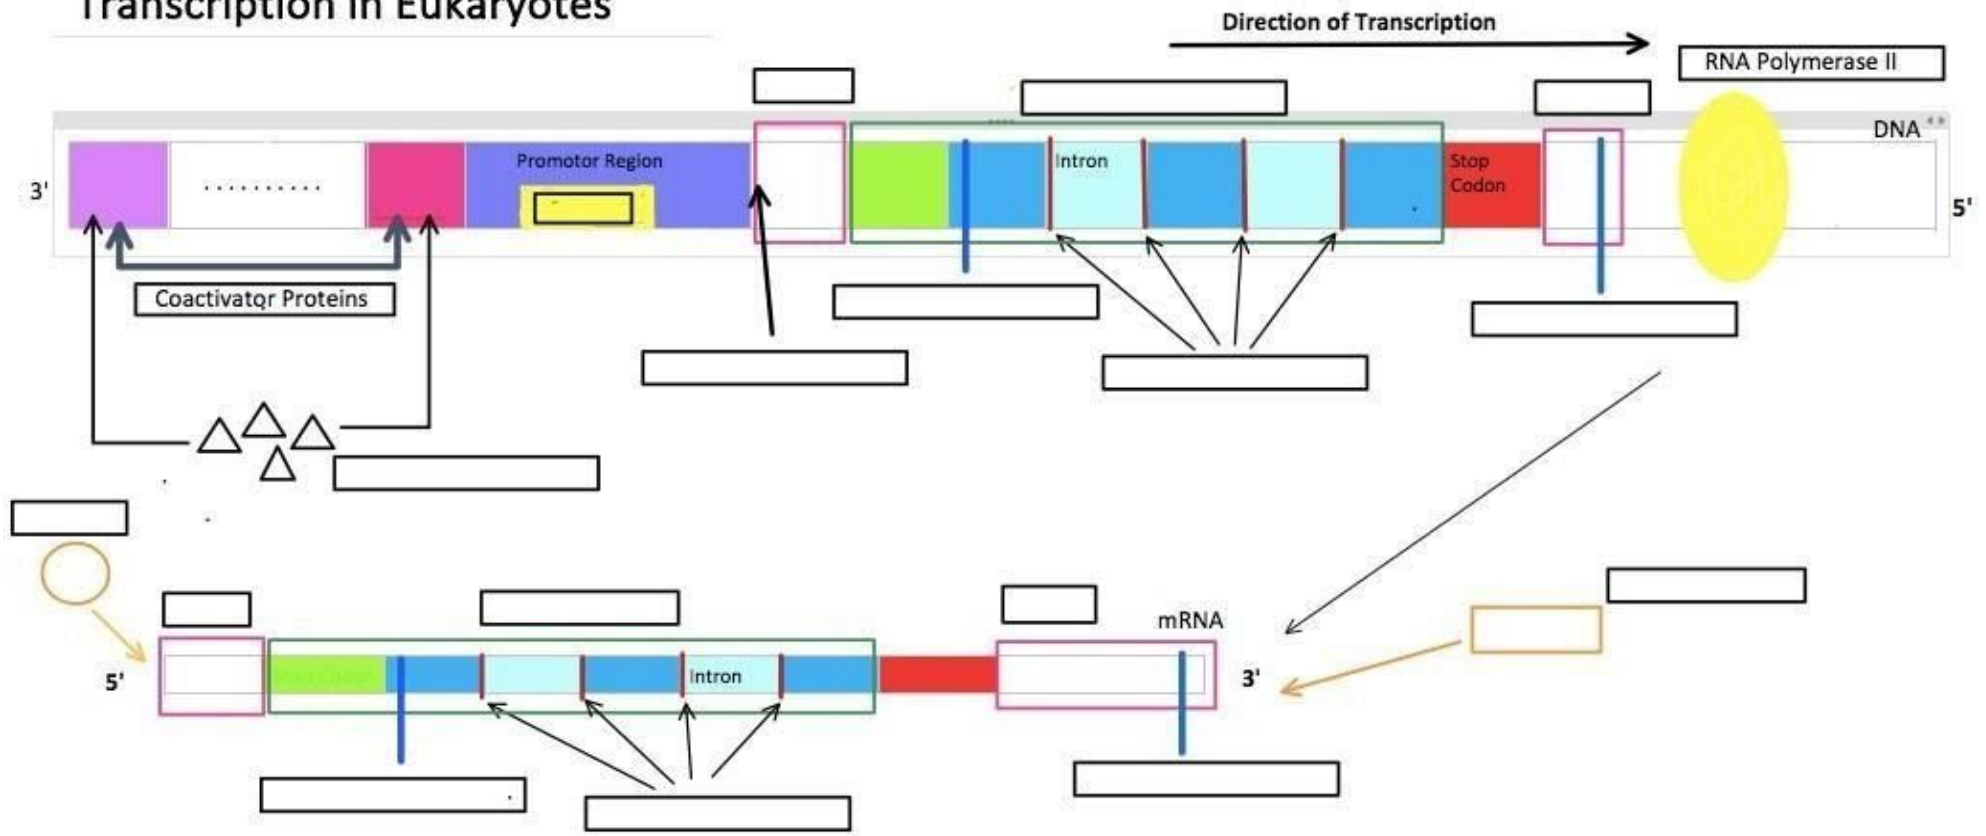 Transcription in Eukaryotes
Direction of Transcription
RNA Polymerase II
DNA
Promotor Region
Intron
Stop
Codon
3'
5'
Coactivator Proteins
mRNA
5'
Intron
3'